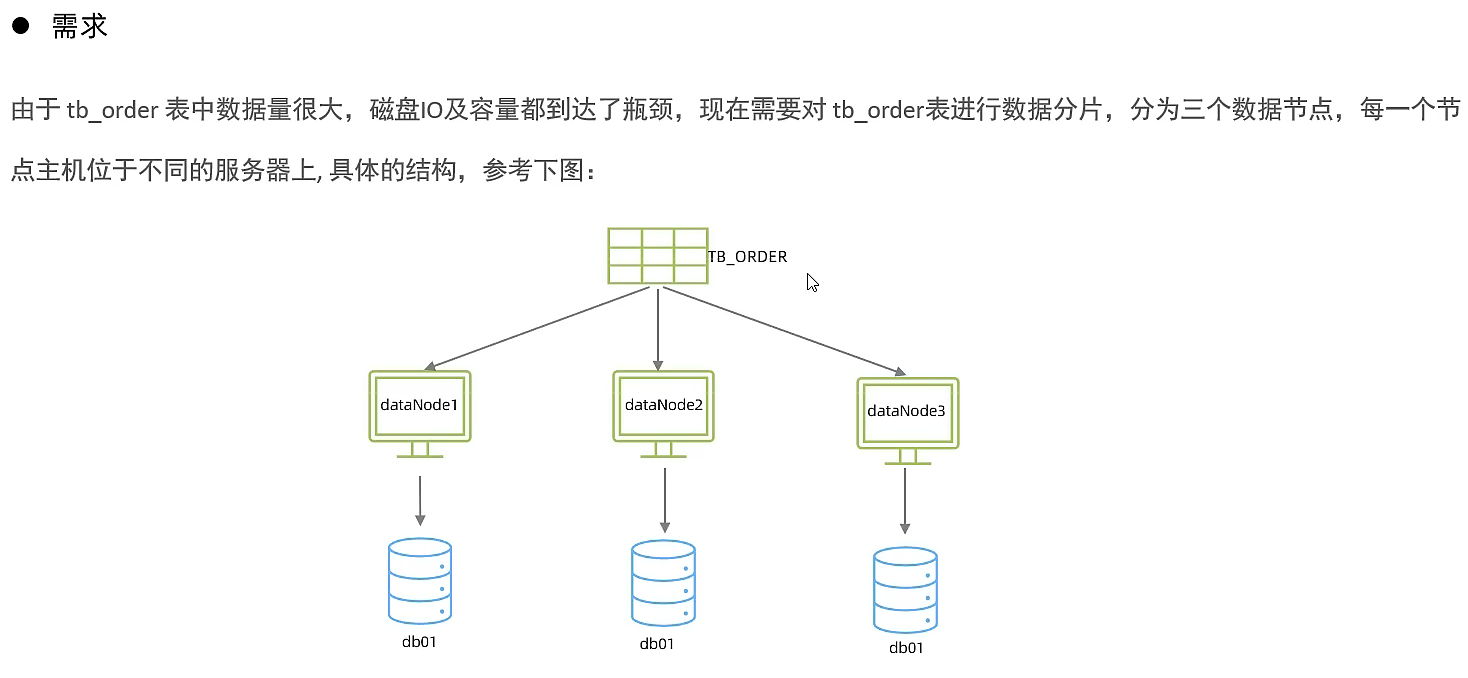 ● 需求
由于 tb_order 表中数据量很大，磁盘IO及容量都到达了瓶颈，现在需要对 tb_order表进行数据分片，分为三个数据节点，每一个节
点主机位于不同的服务器上, 具体的结构，参考下图：
TB_ORDER
dataNode1
dataNode2
dataNode3
db01
db01
db01